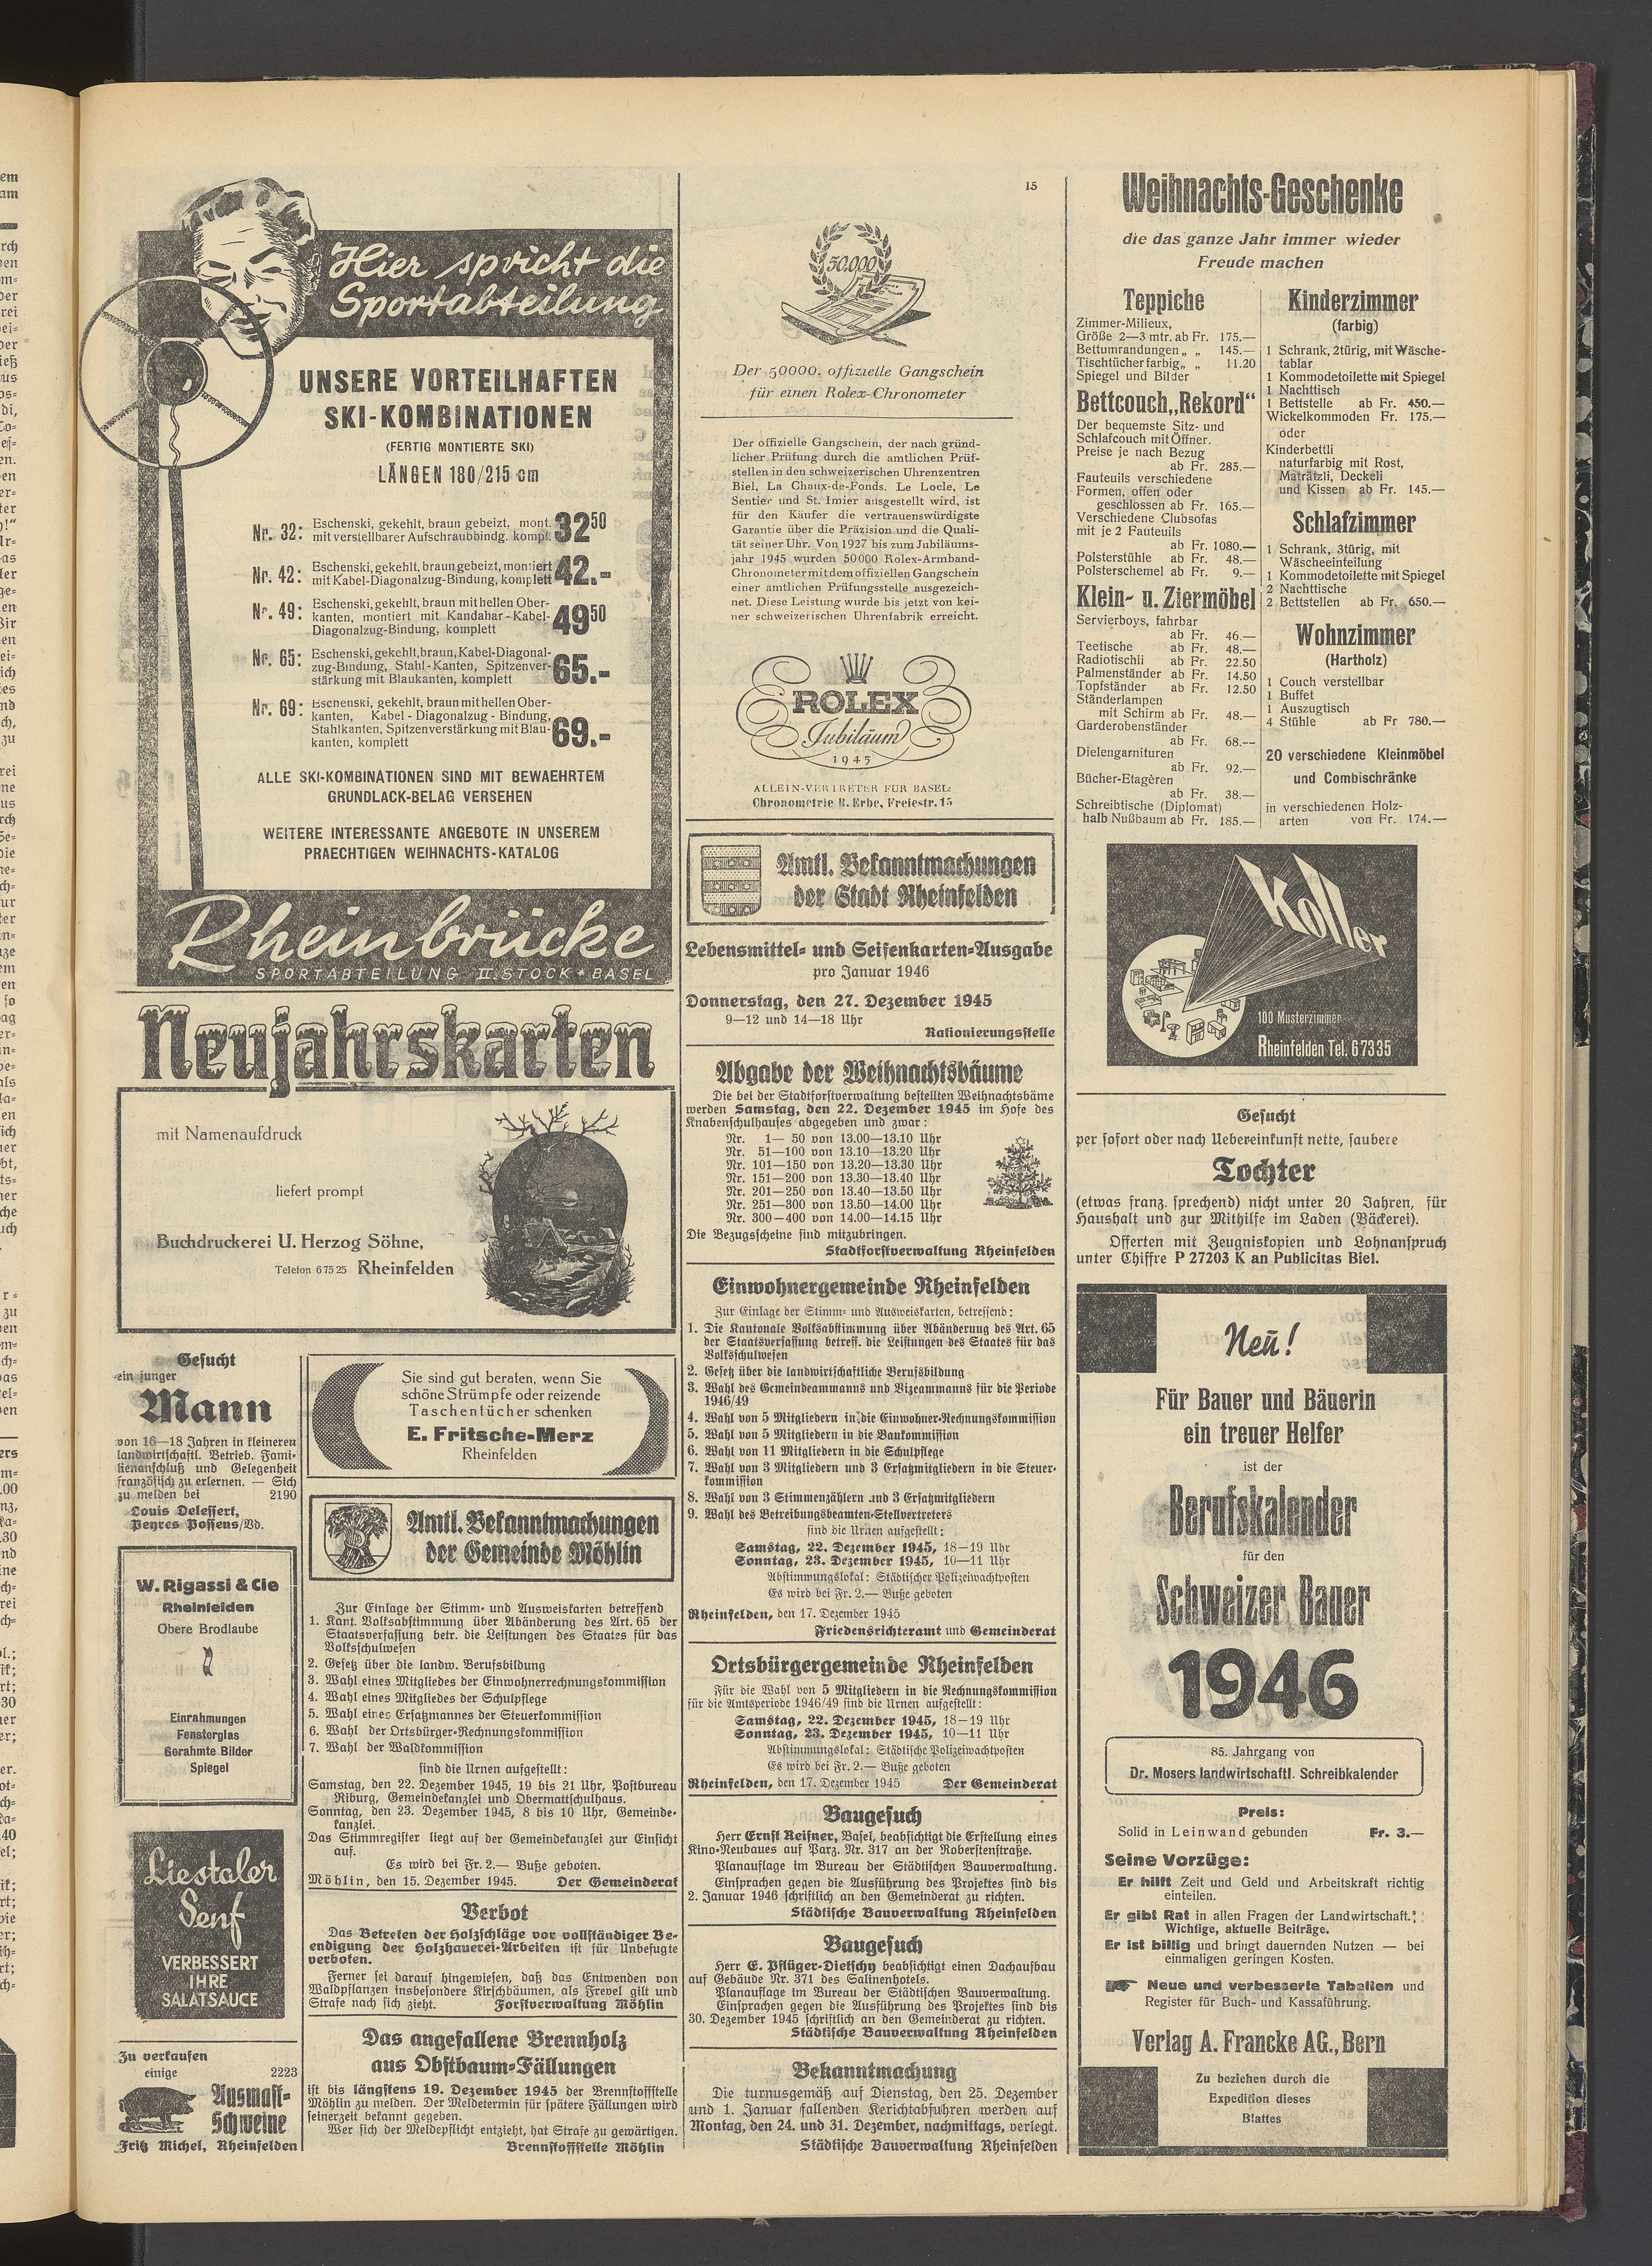 Hier spricht die
Sportabteilung
UNSERE VORTEILHAFTEN
SKI-KOMBINATIONEN
(FERTIG MONTIERTE SKI)
LÄNGEN 180/215 cm
Nr. 32: Eschenski, gekehlt, braun gebeizt, mont.
mit verstellbarer Aufschraubbindg. kompl. 32⁵⁰
Nr. 42: Eschenski, gekehlt, braun gebeizt, montiert
mit Kabel-Diagonalzug-Bindung, komplett 42.-
Nr. 49: Eschenski, gekehlt, braun mit hellen Ober-
kanten, montiert mit Kandahar-Kabel-
Diagonalzug-Bindung, komplett 49⁵⁰
Nr. 65: Eschenski, gekehlt, braun, Kabel-Diagonal-
zug-Bindung, Stahl-Kanten, Spitzenver-
stärkung mit Blaukanten, komplett 65.-
Nr. 69: Eschenski, gekehlt, braun mit hellen Ober-
kanten, Kabel-Diagonalzug-Bindung,
Stahlkanten, Spitzenverstärkung mit Blau-
kanten, komplett 69.-
ALLE SKI-KOMBINATIONEN SIND MIT BEWAEHRTEM
GRUNDLACK-BELAG VERSEHEN
WEITERE INTERESSANTE ANGEBOTE IN UNSEREM
PRAECHTIGEN WEIHNACHTS-KATALOG
Rheinbrücke
SPORTABTEILUNG II. STOCK * BASEL
Neujahrskarten
mit Namenaufdruck
liefert prompt
Buchdruckerei U. Herzog Söhne,
Telefon 6 75 25 Rheinfelden
Gesucht
ein junger
Mann
von 16—18 Jahren in kleineren
landwirtschaftl. Betrieb. Fami-
lienanschluß und Gelegenheit
französisch zu erlernen. — Sich
zu melden bei 2190
Louis Delessert,
Peyres Possens/Vd.
W. Rigassi & Cie
Rheinfelden
Obere Brodlaube
Einrahmungen
Fensterglas
Gerahmte Bilder
Spiegel
Liestaler
Senf
VERBESSERT
IHRE
SALATSAUCE
Zu verkaufen
einige 2223
Ausmast-
Schweine
Fritz Michel, Rheinfelden
Sie sind gut beraten, wenn Sie
schöne Strümpfe oder reizende
Taschentücher schenken
E. Fritsche-Merz
Rheinfelden
Amtl. Bekanntmachungen
der Gemeinde Möhlin
Zur Einlage der Stimm- und Ausweiskarten betreffend
1. Kant. Volksabstimmung über Abänderung des Art. 65 der
Staatsverfassung betr. die Leistungen des Staates für das
Volksschulwesen
2. Gesetz über die landw. Berufsbildung
3. Wahl eines Mitgliedes der Einwohnerrechnungskommission
4. Wahl eines Mitgliedes der Schulpflege
5. Wahl eines Ersatzmannes der Steuerkommission
6. Wahl der Ortsbürger-Rechnungskommission
7. Wahl der Waldkommission
sind die Urnen aufgestellt:
Samstag, den 22. Dezember 1945, 19 bis 21 Uhr, Postbureau
Riburg, Gemeindekanzlei und Obermattschulhaus.
Sonntag, den 23. Dezember 1945, 8 bis 10 Uhr, Gemeinde-
kanzlei.
Das Stimmregister liegt auf der Gemeindekanzlei zur Einsicht
auf.
Es wird bei Fr. 2.— Buße geboten.
Möhlin, den 15. Dezember 1945. Der Gemeinderat
Verbot
Das Betreten der Holzschläge vor vollständiger Be-
endigung der Holzhauerei-Arbeiten ist für Unbefugte
verboten.
Ferner sei darauf hingewiesen, daß das Entwenden von
Waldpflanzen insbesondere Kirschbäumen, als Frevel gilt und
Strafe nach sich zieht. Forstverwaltung Möhlin
Das angefallene Brennholz
aus Obstbaum-Fällungen
ist bis längstens 19. Dezember 1945 der Brennstoffstelle
Möhlin zu melden. Der Meldetermin für spätere Fällungen wird
seinerzeit bekannt gegeben.
Wer sich der Meldepflicht entzieht, hat Strafe zu gewärtigen.
Brennstoffstelle Möhlin
15
50.000
Der 50000. offizielle Gangschein
für einen Rolex-Chronometer
Der offizielle Gangschein, der nach gründ-
licher Prüfung durch die amtlichen Prüf-
stellen in den schweizerischen Uhrenzentren
Biel, La Chaux-de-Fonds, Le Locle, Le
Sentier und St. Imier ausgestellt wird, ist
für den Käufer die vertrauenswürdigste
Garantie über die Präzision und die Quali-
tät seiner Uhr. Von 1927 bis zum Jubiläums-
jahr 1945 wurden 50000 Rolex-Armband-
Chronometer mit dem offiziellen Gangschein
einer amtlichen Prüfungsstelle ausgezeich-
net. Diese Leistung wurde bis jetzt von kei-
ner schweizerischen Uhrenfabrik erreicht.
ROLEX
Jubiläum
1945
ALLEIN-VERTRETER FÜR BASEL:
Chronometrie B. Erbe, Freiestr. 15
Amtl. Bekanntmachungen
der Stadt Rheinfelden
Lebensmittel- und Seifenkarten-Ausgabe
pro Januar 1946
Donnerstag, den 27. Dezember 1945
9—12 und 14—18 Uhr
Rationierungsstelle
Abgabe der Weihnachtsbäume
Die bei der Stadtforstverwaltung bestellten Weihnachtsbäme
werden Samstag, den 22. Dezember 1945 im Hofe des
Knabenschulhauses abgegeben und zwar:
Nr. 1— 50 von 13.00—13.10 Uhr
Nr. 51—100 von 13.10—13.20 Uhr
Nr. 101—150 von 13.20—13.30 Uhr
Nr. 151—200 von 13.30—13.40 Uhr
Nr. 201—250 von 13.40—13.50 Uhr
Nr. 251—300 von 13.50—14.00 Uhr
Nr. 300—400 von 14.00—14.15 Uhr
Die Bezugsscheine sind mitzubringen.
Stadtforstverwaltung Rheinfelden
Einwohnergemeinde Rheinfelden
Zur Einlage der Stimm- und Ausweiskarten, betreffend:
1. Die Kantonale Volksabstimmung über Abänderung des Art. 65
der Staatsverfassung betreff. die Leistungen des Staates für das
Volksschulwesen
2. Gesetz über die landwirtschaftliche Berufsbildung
3. Wahl des Gemeindeammanns und Vizeammanns für die Periode
1946/49
4. Wahl von 5 Mitgliedern in die Einwohner-Rechnungskommission
5. Wahl von 5 Mitgliedern in die Baukommission
6. Wahl von 11 Mitgliedern in die Schulpflege
7. Wahl von 3 Mitgliedern und 3 Ersatzmitgliedern in die Steuer-
kommission
8. Wahl von 3 Stimmenzählern und 3 Ersatzmitgliedern
9. Wahl des Betreibungsbeamten-Stellvertreters
sind die Urnen aufgestellt:
Samstag, 22. Dezember 1945, 18—19 Uhr
Sonntag, 23. Dezember 1945, 10—11 Uhr
Abstimmungslokal: Städtischer Polizeiwachtposten
Es wird bei Fr. 2.— Buße geboten
Rheinfelden, den 17. Dezember 1945
Friedensrichteramt und Gemeinderat
Ortsbürgergemeinde Rheinfelden
Für die Wahl von 5 Mitgliedern in die Rechnungskommission
für die Amtsperiode 1946/49 sind die Urnen aufgestellt:
Samstag, 22. Dezember 1945, 18—19 Uhr
Sonntag, 23. Dezember 1945, 10—11 Uhr
Abstimmungslokal: Städtische Polizeiwachtposten
Es wird bei Fr. 2.— Buße geboten
Rheinfelden, den 17. Dezember 1945 Der Gemeinderat
Baugesuch
Herr Ernst Reisner, Basel, beabsichtigt die Erstellung eines
Kino-Neubaues auf Parz. Nr. 317 an der Roberstenstraße.
Planauflage im Bureau der Städtischen Bauverwaltung.
Einsprachen gegen die Ausführung des Projektes sind bis
2. Januar 1946 schriftlich an den Gemeinderat zu richten.
Städtische Bauverwaltung Rheinfelden
Baugesuch
Herr E. Pflüger-Dietschy beabsichtigt einen Dachaufbau
auf Gebäude Nr. 371 des Salinenhotels.
Planauflage im Bureau der Städtischen Bauverwaltung.
Einsprachen gegen die Ausführung des Projektes sind bis
30. Dezember 1945 schriftlich an den Gemeinderat zu richten.
Städtische Bauverwaltung Rheinfelden
Bekanntmachung
Die turnusgemäß auf Dienstag, den 25. Dezember
und 1. Januar fallenden Kerichtabfuhren werden auf
Montag, den 24. und 31. Dezember, nachmittags, verlegt.
Städtische Bauverwaltung Rheinfelden
Weihnachts-Geschenke
die das ganze Jahr immer wieder
Freude machen
Teppiche
Zimmer-Milieux,
Größe 2—3 mtr. ab Fr. 175.—
Bettumrandungen „ „ 145.—
Tischtücher farbig „ „ 11.20
Spiegel und Bilder
Bettcouch „Rekord“
Der bequemste Sitz- und
Schlafcouch mit Öffner.
Preise je nach Bezug
ab Fr. 285.—
Fauteuils verschiedene
Formen, offen oder
geschlossen ab Fr. 165.—
Verschiedene Clubsofas
mit je 2 Fauteuils
ab Fr. 1080.—
Polsterstühle ab Fr. 48.—
Polsterschemel ab Fr. 9.—
Klein- u. Ziermöbel
Servierboys, fahrbar
ab Fr. 46.—
Teetische ab Fr. 48.—
Radiotischli ab Fr. 22.50
Palmenständer ab Fr. 14.50
Topfständer ab Fr. 12.50
Ständerlampen
mit Schirm ab Fr. 48.—
Garderobenständer
ab Fr. 68.—
Dielengarnituren
ab Fr. 92.—
Bücher-Etagèren
ab Fr. 38.—
Schreibtische (Diplomat)
halb Nußbaum ab Fr. 185.—
Kinderzimmer
(farbig)
1 Schrank, 2türig, mit Wäsche-
tablar
1 Kommodetoilette mit Spiegel
1 Nachttisch
1 Bettstelle ab Fr. 450.—
Wickelkommoden Fr. 175.—
oder
Kinderbettli
naturfarbig mit Rost,
Maträtzli, Deckeli
und Kissen ab Fr. 145.—
Schlafzimmer
1 Schrank, 3türig, mit
Wäscheeinteilung
1 Kommodetoilette mit Spiegel
2 Nachttische
2 Bettstellen ab Fr. 650.—
Wohnzimmer
(Hartholz)
1 Couch verstellbar
1 Buffet
1 Auszugtisch
4 Stühle ab Fr 780.—
20 verschiedene Kleinmöbel
und Combischränke
in verschiedenen Holz-
arten von Fr. 174.—
Koller
100 Musterzimmer
Rheinfelden Tel. 6 73 35
Gesucht
per sofort oder nach Uebereinkunft nette, saubere
Tochter
(etwas franz. sprechend) nicht unter 20 Jahren, für
Haushalt und zur Mithilfe im Laden (Bäckerei).
Offerten mit Zeugniskopien und Lohnanspruch
unter Chiffre P 27203 K an Publicitas Biel.
Neu!
Für Bauer und Bäuerin
ein treuer Helfer
ist der
Berufskalender
für den
Schweizer Bauer
1946
85. Jahrgang von
Dr. Mosers landwirtschaftl. Schreibkalender
Preis:
Solid in Leinwand gebunden Fr. 3.—
Seine Vorzüge:
Er hilft Zeit und Geld und Arbeitskraft richtig
einteilen.
Er gibt Rat in allen Fragen der Landwirtschaft.
Wichtige, aktuelle Beiträge.
Er ist billig und bringt dauernden Nutzen — bei
einmaligen geringen Kosten.
Neue und verbesserte Tabellen und
Register für Buch- und Kassaführung.
Verlag A. Francke AG., Bern
Zu beziehen durch die
Expedition dieses
Blattes